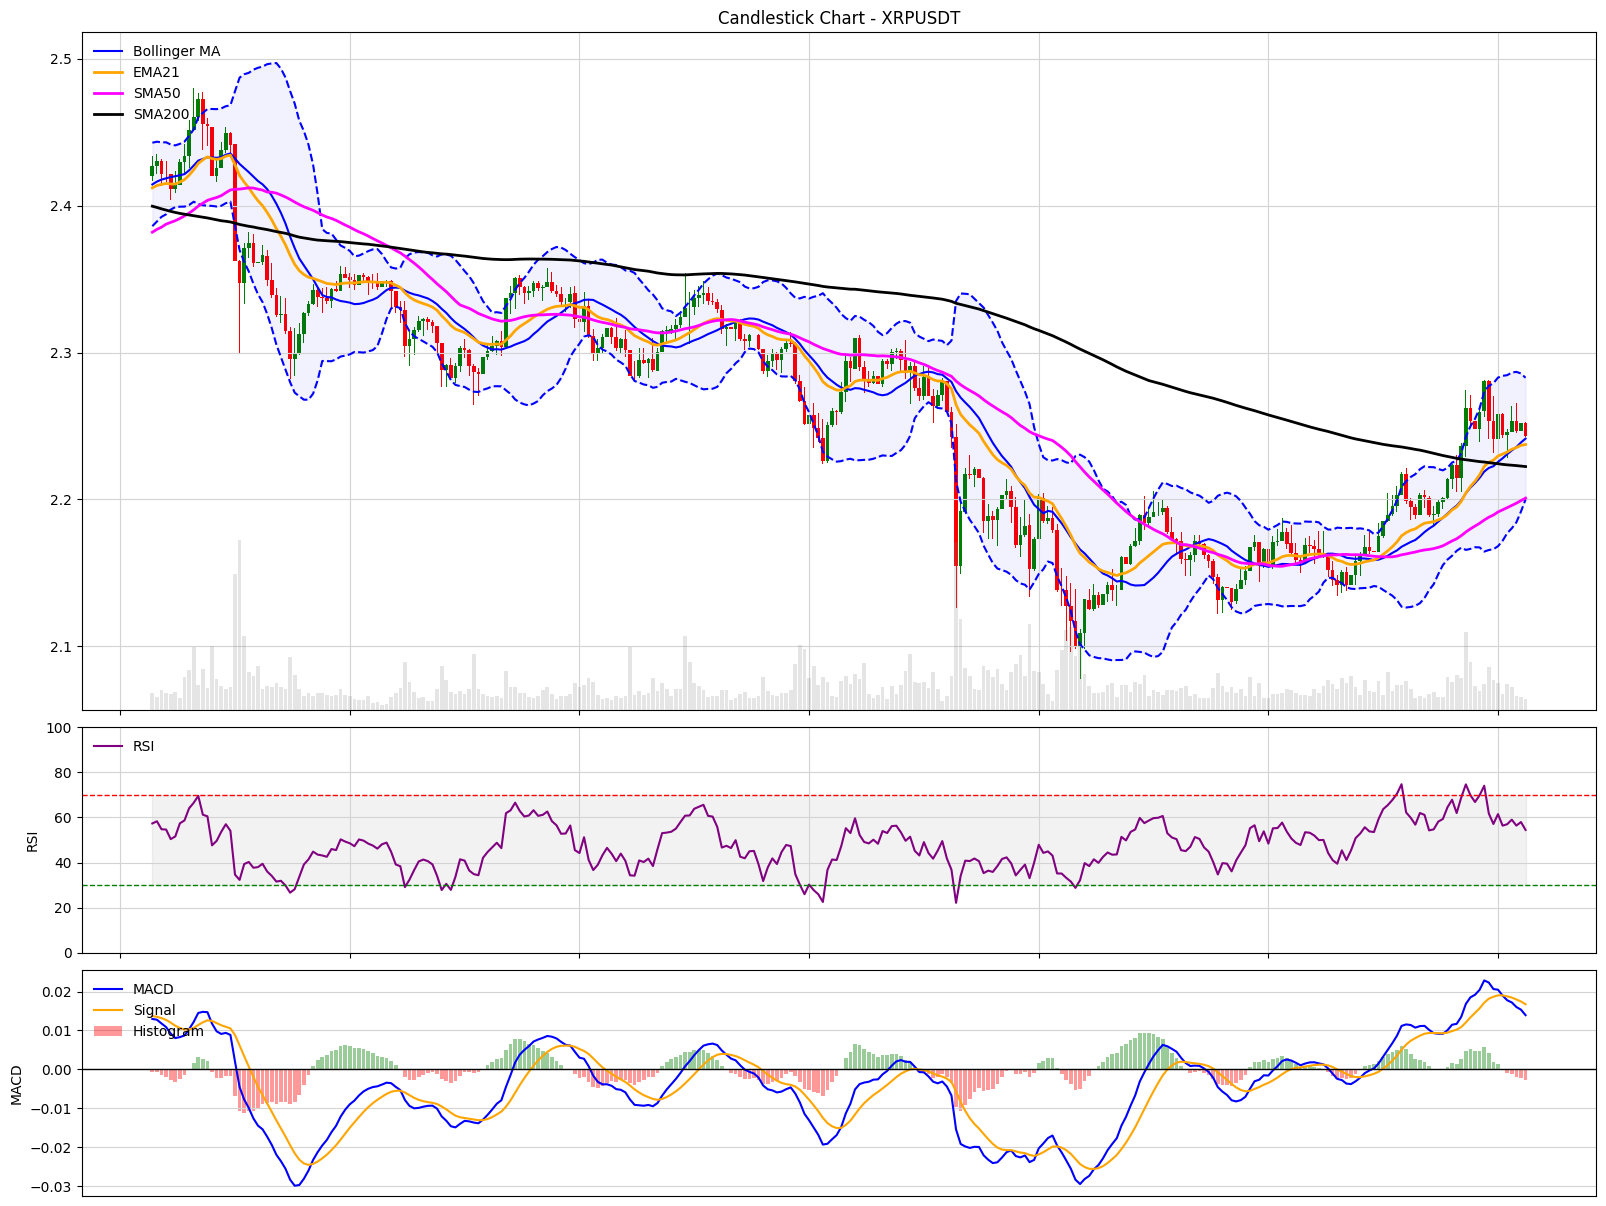 Candlestick Chart - XRPUSDT
Bollinger MA
EMA21
SMA50
SMA200
2.5
2.4
2.3
2.2
2.1
RSI
RSI
100
80
60
40
20
0
MACD
Signal
Histogram
MACD
0.02
0.01
0.00
−0.01
−0.02
−0.03